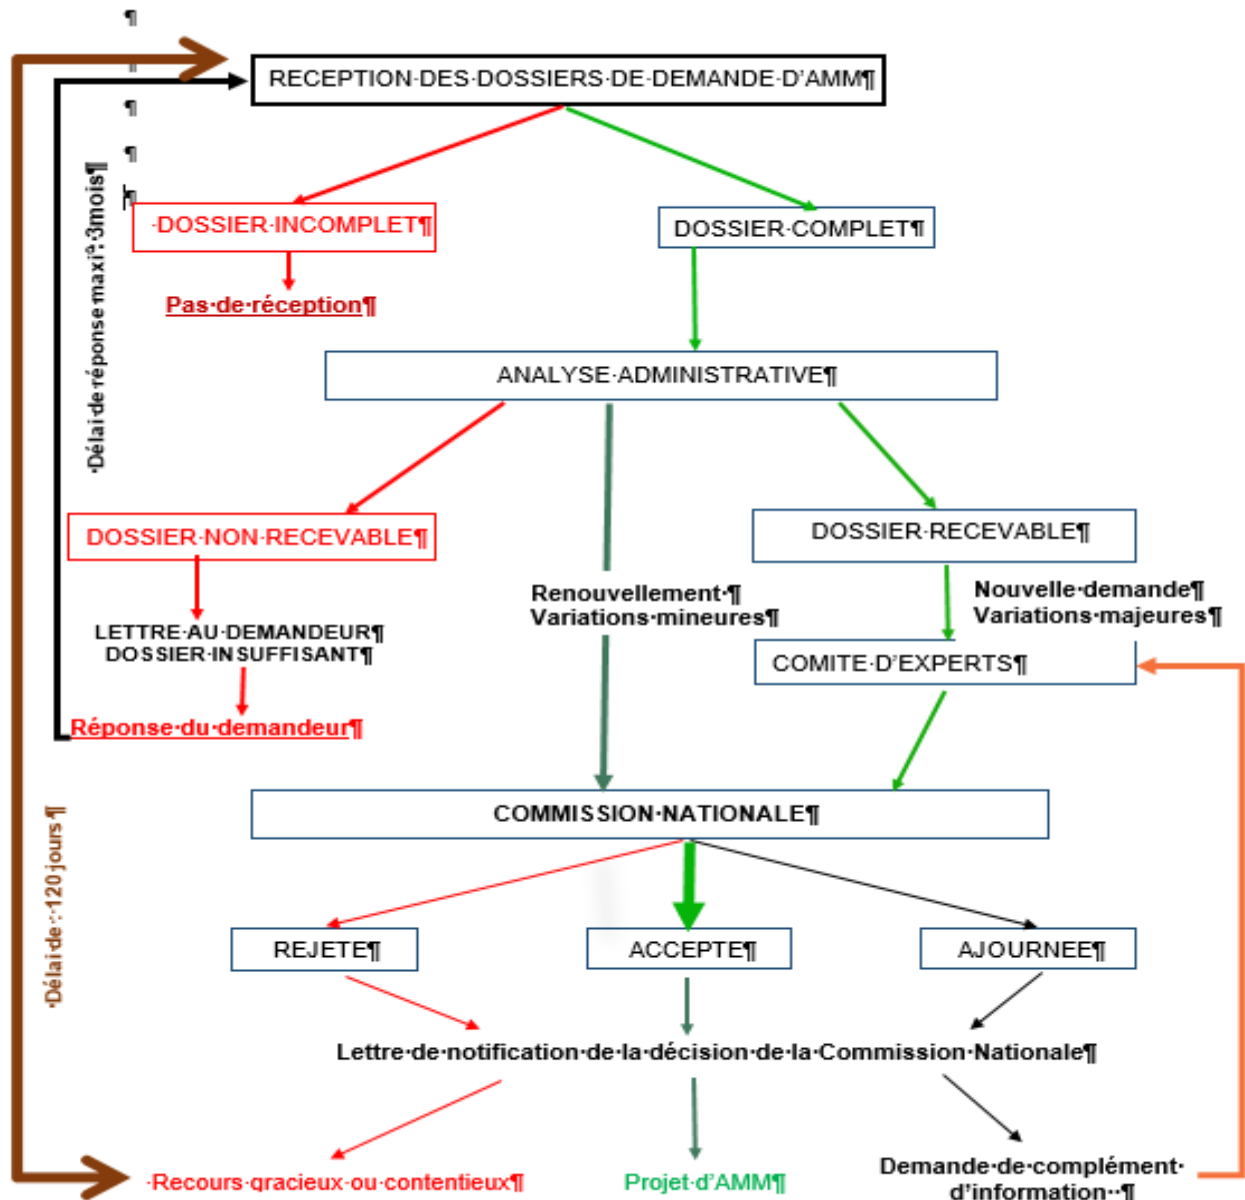 RECEPTION DES DOSSIERS DE DEMANDE D'AMM¶
DOSSIER INCOMPLET¶
DOSSIER COMPLET¶
Pas de réception¶
Délai de réponse maxi°: 3mois¶
ANALYSE ADMINISTRATIVE¶
DOSSIER NON RECEVABLE¶
DOSSIER RECEVABLE¶
Renouvellement ¶
Variations mineures¶
Nouvelle demande¶
Variations majeures¶
LETTRE AU DEMANDEUR¶
DOSSIER INSUFFISANT¶
COMITE D'EXPERTS¶
Réponse du demandeur¶
COMMISSION NATIONALE¶
Délai de : 120 jours ¶
REJETE¶
ACCEPTE¶
AJOURNEE¶
Lettre de notification de la décision de la Commission Nationale¶
Recours gracieux ou contentieux¶
Projet d'AMM¶
Demande de complément
d'information ¶